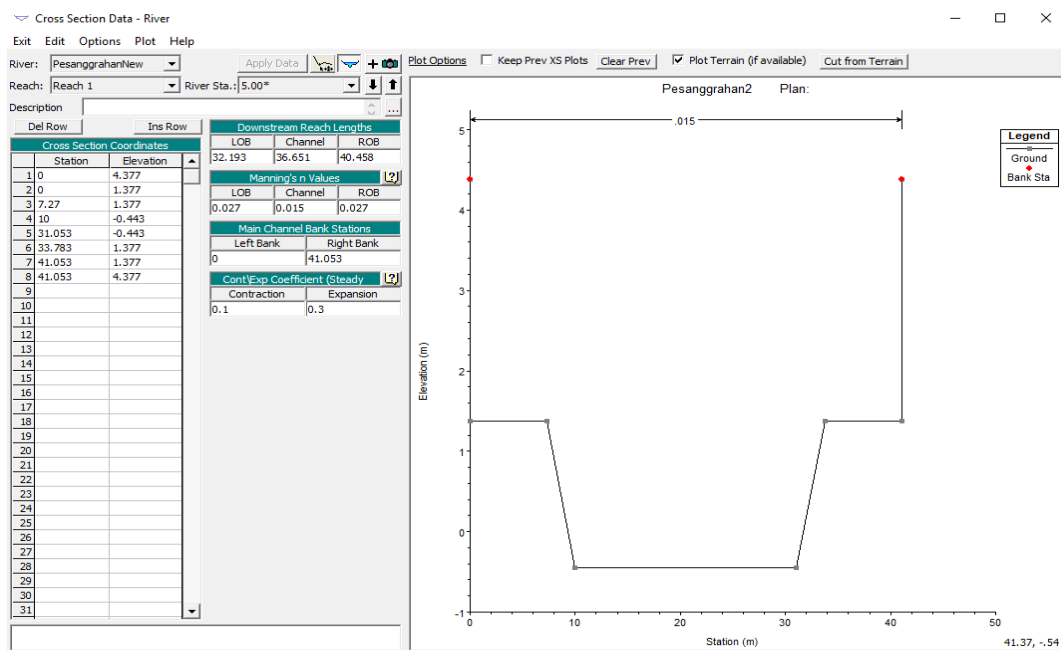 Cross Section Data - River
Exit Edit Options Plot Help
River: PesanggrahanNew Apply Data
Reach: Reach 1 River Sta.: 5.00*
Description ...
Del Row Ins Row
Cross Section Coordinates
Station Elevation
1 0 4.377
2 0 1.377
3 7.27 1.377
4 10 -0.443
5 31.053 -0.443
6 33.783 1.377
7 41.053 1.377
8 41.053 4.377
9
10
11
12
13
14
15
16
17
18
19
20
21
22
23
24
25
26
27
28
29
30
31
Downstream Reach Lengths
LOB Channel ROB
32.193 36.651 40.458
Manning's n Values ?
LOB Channel ROB
0.027 0.015 0.027
Main Channel Bank Stations
Left Bank Right Bank
0 41.053
Cont\Exp Coefficient (Steady ?
Contraction Expansion
0.1 0.3
Plot Options Keep Prev XS Plots Clear Prev Plot Terrain (if available) Cut from Terrain
Pesanggrahan2 Plan:
.015
Legend
Ground
Bank Sta
Elevation (m)
5
4
3
2
1
0
-1
0 10 20 30 40 50
Station (m)
41.37, -.54